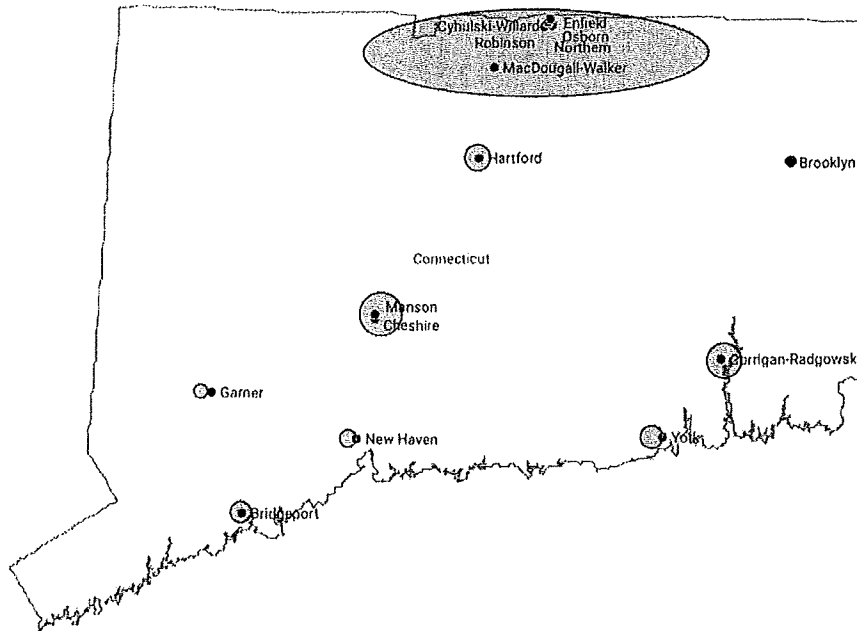 Cybulski-Willard
Enfield
Osborn
Robinson
Northern
MacDougall-Walker
Hartford
Brooklyn
Connecticut
Manson
Cheshire
Corrigan-Radgowsk
Garner
New Haven
York
Bridgeport